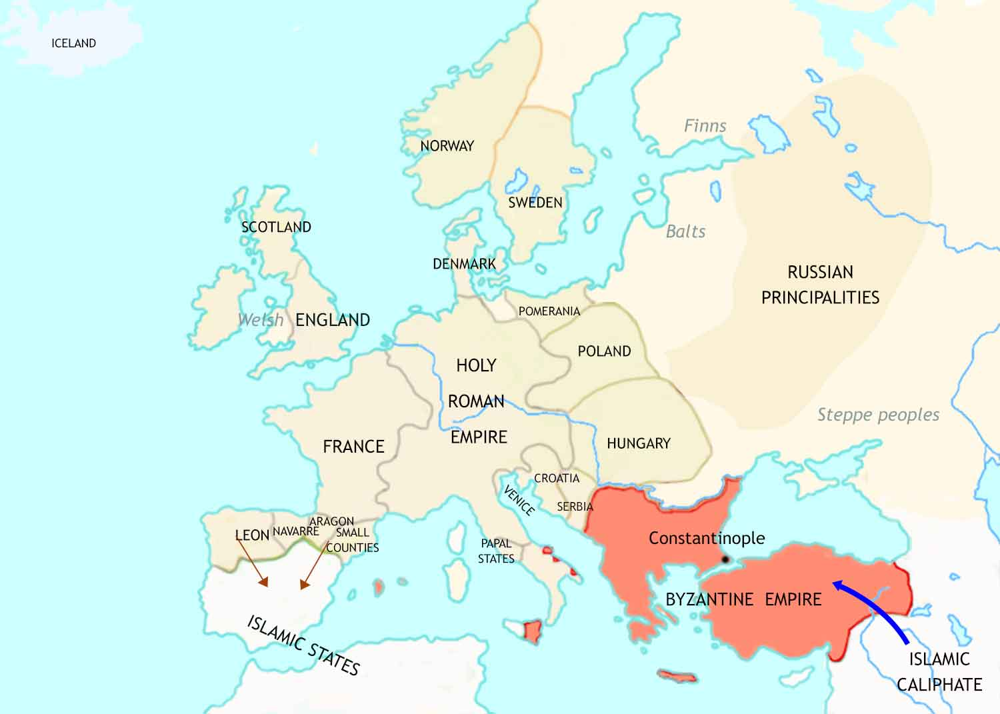 ICELAND
Finns
NORWAY
SWEDEN
SCOTLAND
Balts
DENMARK
RUSSIAN
PRINCIPALITIES
POMERANIA
Welsh
ENGLAND
POLAND
HOLY
ROMAN
EMPIRE
Steppe peoples
FRANCE
HUNGARY
CROATIA
VENICE
SERBIA
ARAGON
LEON
NAVARRE
SMALL
COUNTIES
PAPAL
STATES
Constantinople
BYZANTINE EMPIRE
ISLAMIC STATES
ISLAMIC
CALIPHATE